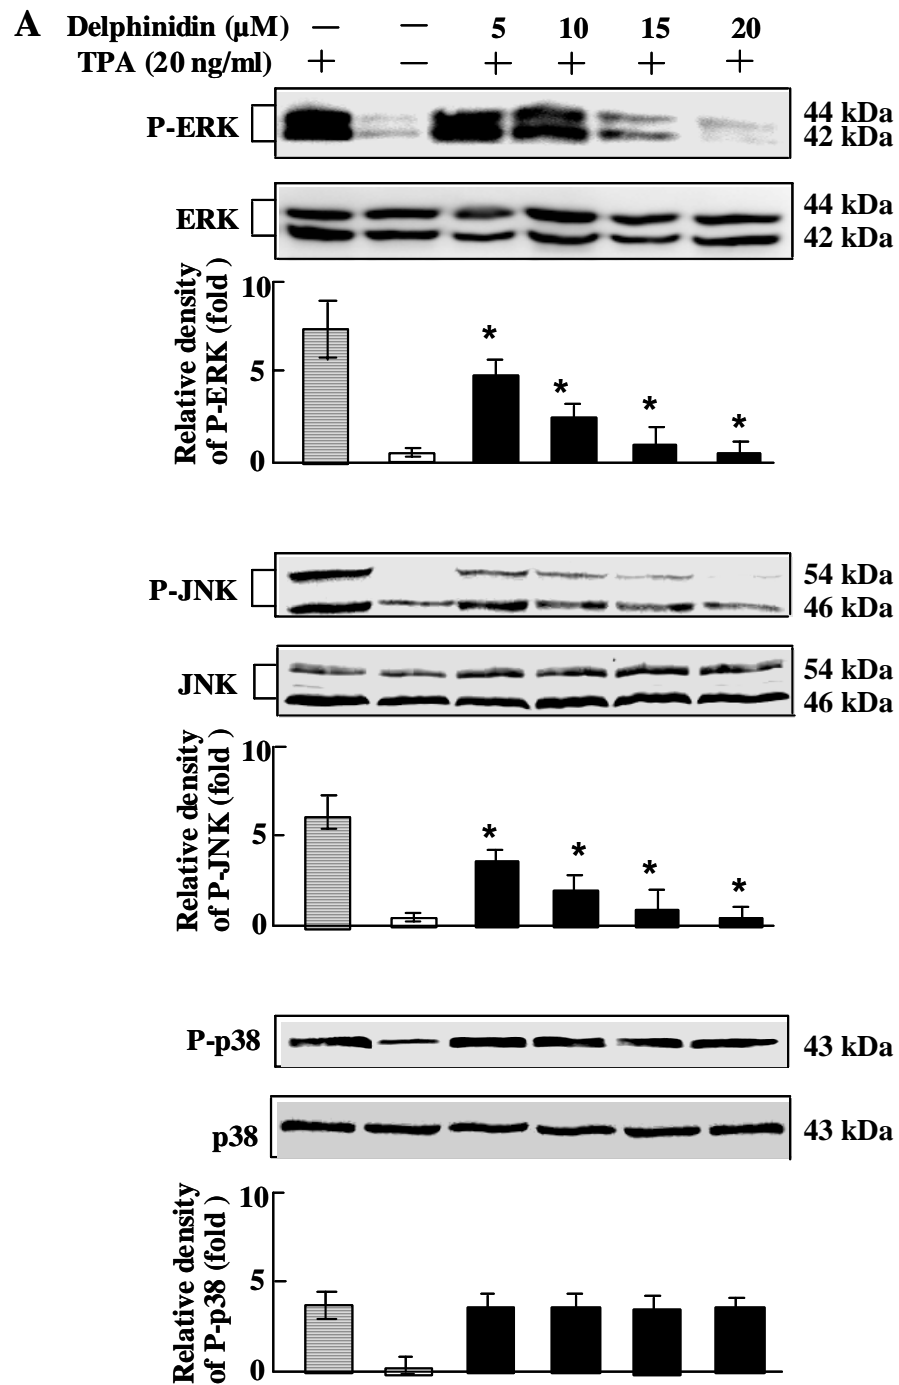 A Delphinidin (µM) — — 5 10 15 20
TPA (20 ng/ml) + — + + + +
P-ERK 44 kDa
42 kDa
ERK 44 kDa
42 kDa
Relative density
of P-ERK (fold )
10
5
0
* * * *
P-JNK 54 kDa
46 kDa
JNK 54 kDa
46 kDa
Relative density
of P-JNK (fold )
10
5
0
* * * *
P-p38 43 kDa
p38 43 kDa
Relative density
of P-p38 (fold )
10
5
0